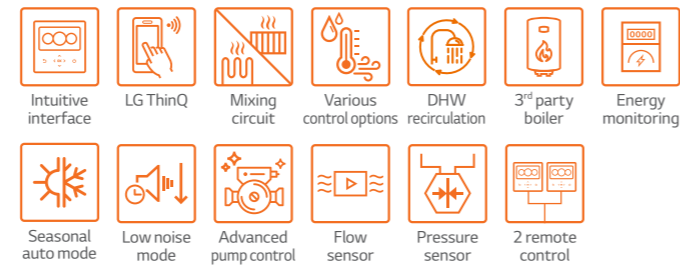 0000
Intuitive
interface
LG ThinQ
Mixing
circuit
Various
control options
DHW
recirculation
3rd party
boiler
Energy
monitoring
Seasonal
auto mode
Low noise
mode
Advanced
pump control
Flow
sensor
Pressure
sensor
2 remote
control